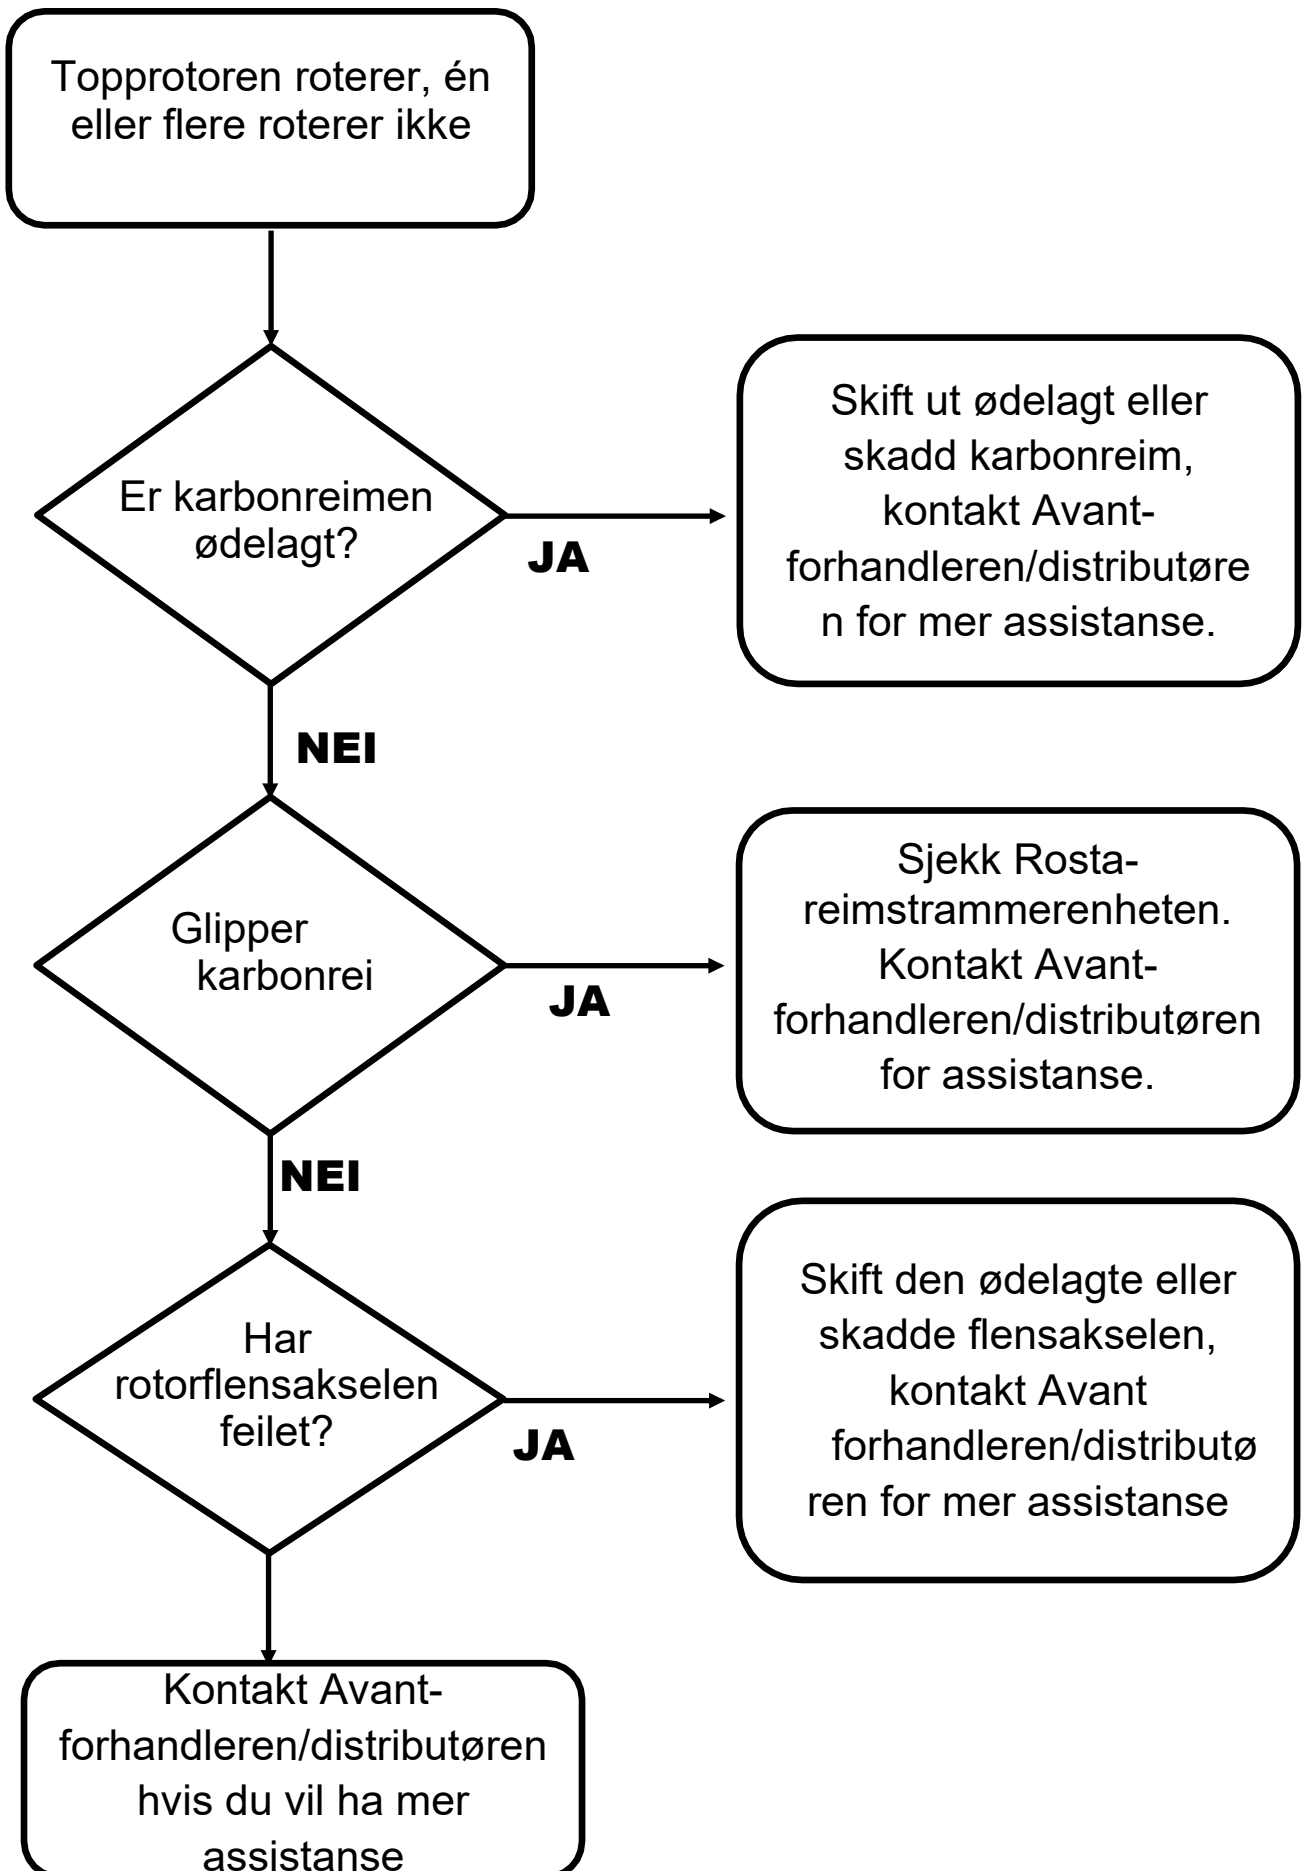 Topprotoren roterer, én
eller flere roterer ikke
Er karbonreimen
ødelagt?
JA
Skift ut ødelagt eller
skadd karbonreim,
kontakt Avant-
forhandleren/distributøre
n for mer assistanse.
NEI
Glipper
karbonrei
JA
Sjekk Rosta-
reimstrammerenheten.
Kontakt Avant-
forhandleren/distributøren
for assistanse.
NEI
Har
rotorflensakselen
feilet?
JA
Skift den ødelagte eller
skadde flensakselen,
kontakt Avant
forhandleren/distributø
ren for mer assistanse
Kontakt Avant-
forhandleren/distributøren
hvis du vil ha mer
assistanse